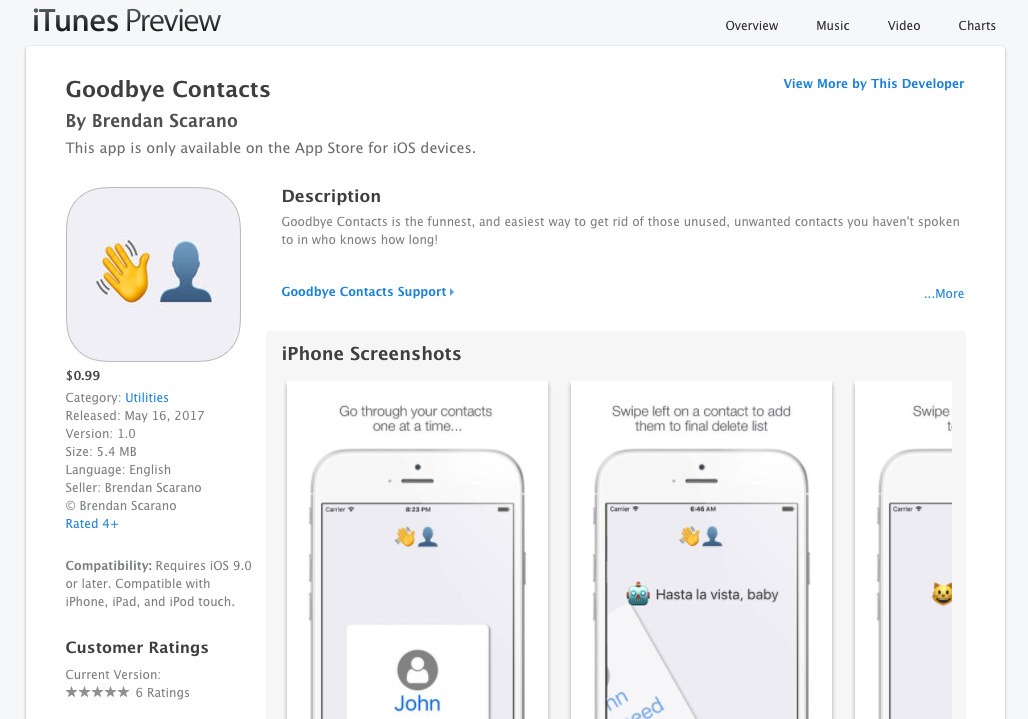 iTunes Preview
Overview
Music
Video
Charts
Goodbye Contacts
View More by This Developer
By Brendan Scarano
This app is only available on the App Store for iOS devices.
Description
Goodbye Contacts is the funnest, and easiest way to get rid of those unused, unwanted contacts you haven't spoken
to in who knows how long!
Goodbye Contacts Support
...More
$0.99
Category: Utilities
Released: May 16, 2017
Version: 1.0
Size: 5.4 MB
Language: English
Seller: Brendan Scarano
© Brendan Scarano
Rated 4+
Compatibility: Requires iOS 9.0
or later. Compatible with
iPhone, iPad, and iPod touch.
Customer Ratings
Current Version:
★★★★★ 6 Ratings
iPhone Screenshots
Go through your contacts
one at a time...
Carrier
8:23 PM
John
Swipe left on a contact to add
them to final delete list
Carrier
6:46 AM
Hasta la vista, baby
Swipe
Carrier